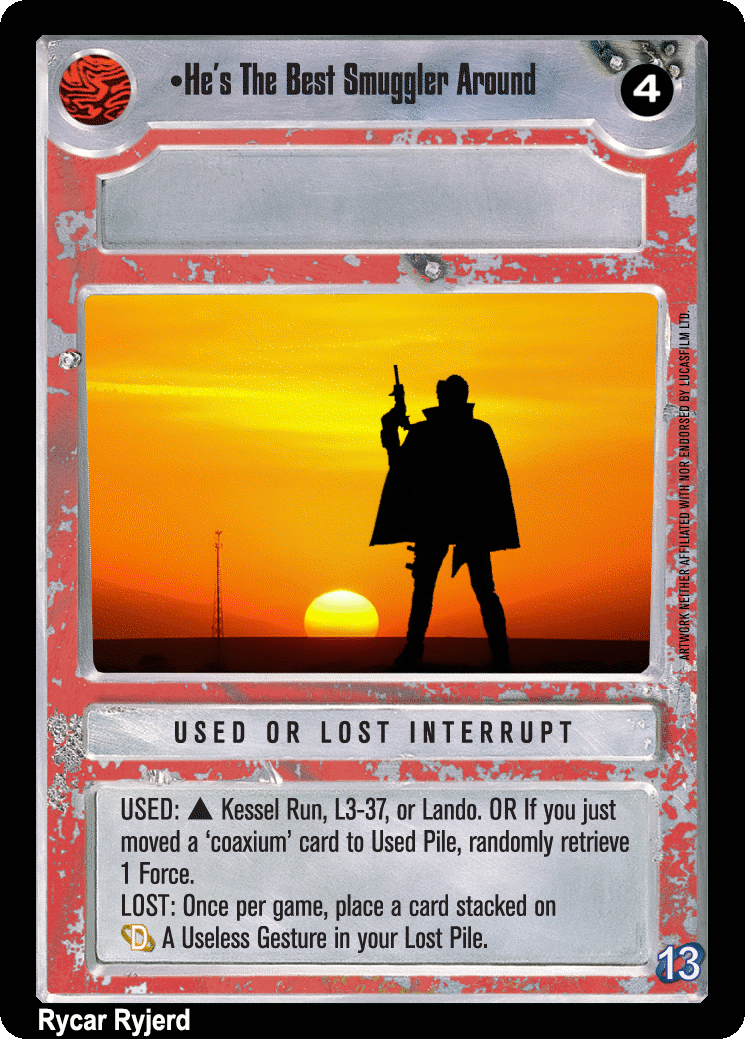 •He's The Best Smuggler Around
4
ARTWORK NEITHER AFFILIATED WITH NOR ENDORSED BY LUCASFILM LTD.
USED OR LOST INTERRUPT
USED: ▲ Kessel Run, L3-37, or Lando. OR If you just
moved a ‘coaxium’ card to Used Pile, randomly retrieve
1 Force.
LOST: Once per game, place a card stacked on
D A Useless Gesture in your Lost Pile.
13
Rycar Ryjerd